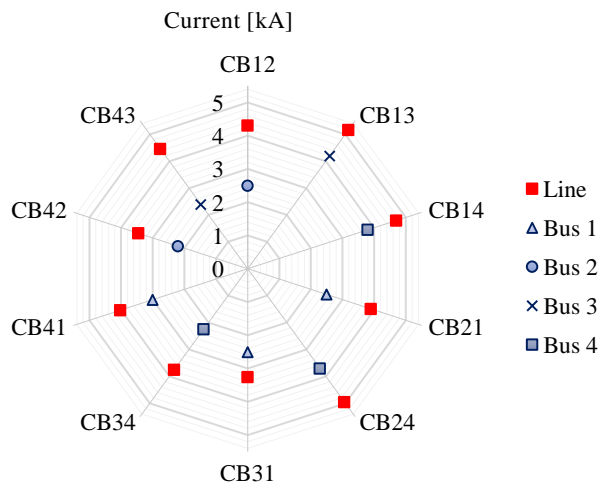 Current [kA]
CB12
CB43
CB13
5
4
3
2
1
0
CB42
CB14
CB41
CB21
CB34
CB24
CB31
Line
Bus 1
Bus 2
Bus 3
Bus 4